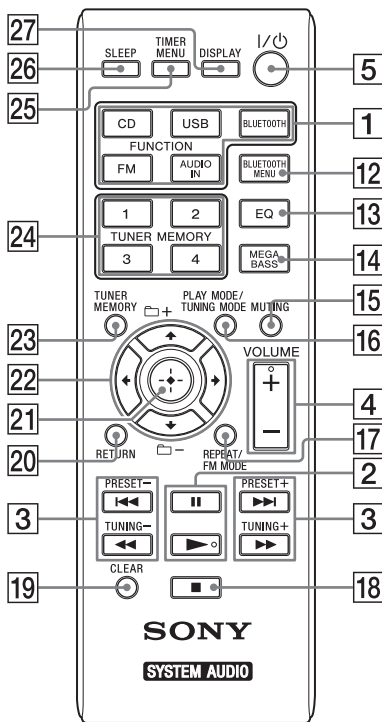 27
SLEEP
TIMER
MENU
DISPLAY
I/
26
25
5
CD
USB
BLUETOOTH
1
FUNCTION
FM
AUDIO
IN
BLUETOOTH
MENU
12
1
2
EQ
13
24
TUNER MEMORY
3
4
MEGA
BASS
14
TUNER
MEMORY
+
PLAY MODE/
TUNING MODE
MUTING
15
23
16
22
VOLUME
+
4
21
–
17
20
RETURN
–
REPEAT/
FM MODE
2
PRESET–
PRESET+
3
3
TUNING–
TUNING+
19
CLEAR
18
SONY
SYSTEM AUDIO